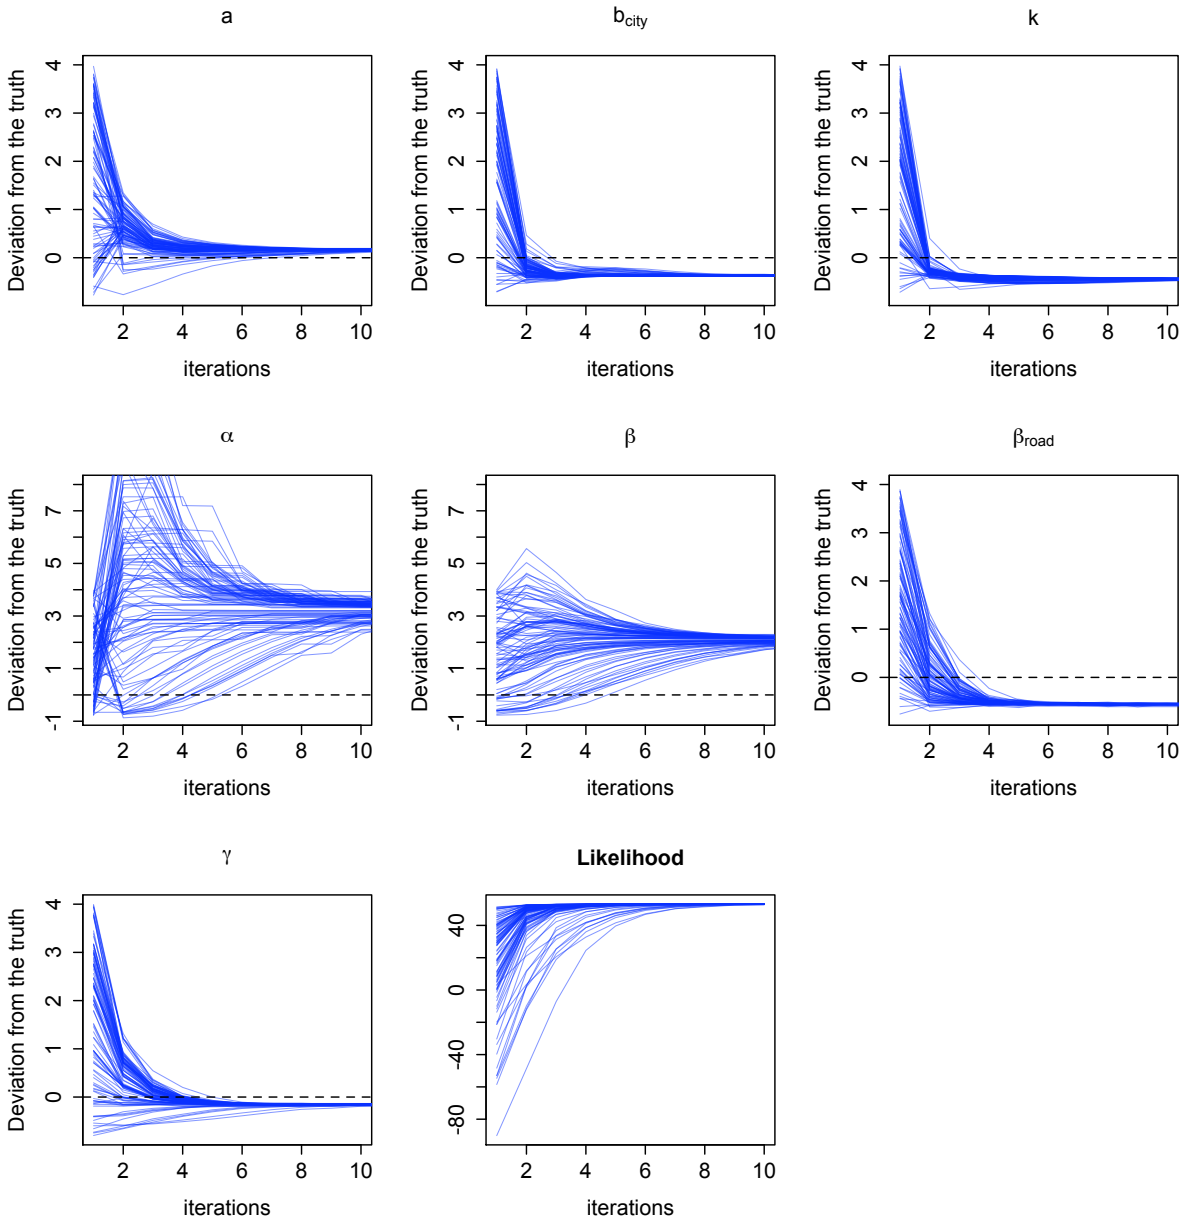 a
b_city
k
Deviation from the truth
4
3
2
1
0
2 4 6 8 10
iterations
Deviation from the truth
4
3
2
1
0
2 4 6 8 10
iterations
Deviation from the truth
4
3
2
1
0
2 4 6 8 10
iterations
α
β
β_road
Deviation from the truth
7
5
3
1
-1
2 4 6 8 10
iterations
Deviation from the truth
7
5
3
1
-1
2 4 6 8 10
iterations
Deviation from the truth
4
3
2
1
0
2 4 6 8 10
iterations
γ
Likelihood
Deviation from the truth
4
3
2
1
0
2 4 6 8 10
iterations
40
0
-40
-80
2 4 6 8 10
iterations